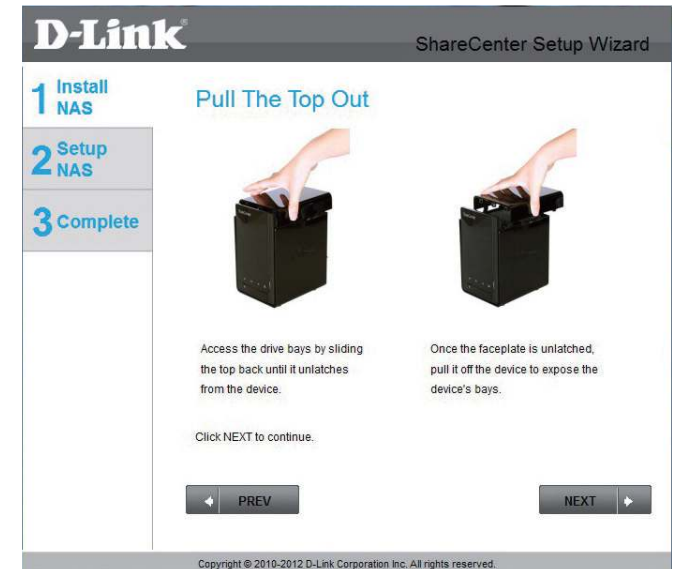 D-Link
ShareCenter Setup Wizard
1 Install
NAS
2 Setup
NAS
3 Complete
Pull The Top Out
Access the drive bays by sliding
the top back until it unlatches
from the device.
Once the faceplate is unlatched,
pull it off the device to expose the
device's bays.
Click NEXT to continue.
PREV
NEXT
Copyright © 2010-2012 D-Link Corporation Inc. All rights reserved.